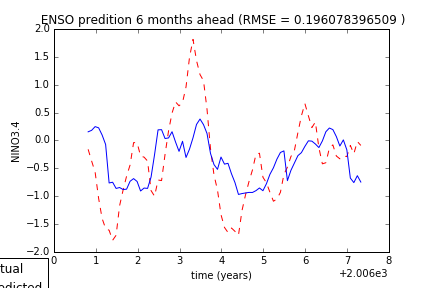 ENSO predition 6 months ahead (RMSE = 0.196078396509 )
2.0
1.5
1.0
0.5
0.0
−0.5
−1.0
−1.5
−2.0
NINO3.4
0 1 2 3 4 5 6 7 8
time (years)
+2.006e3
tual
edicted